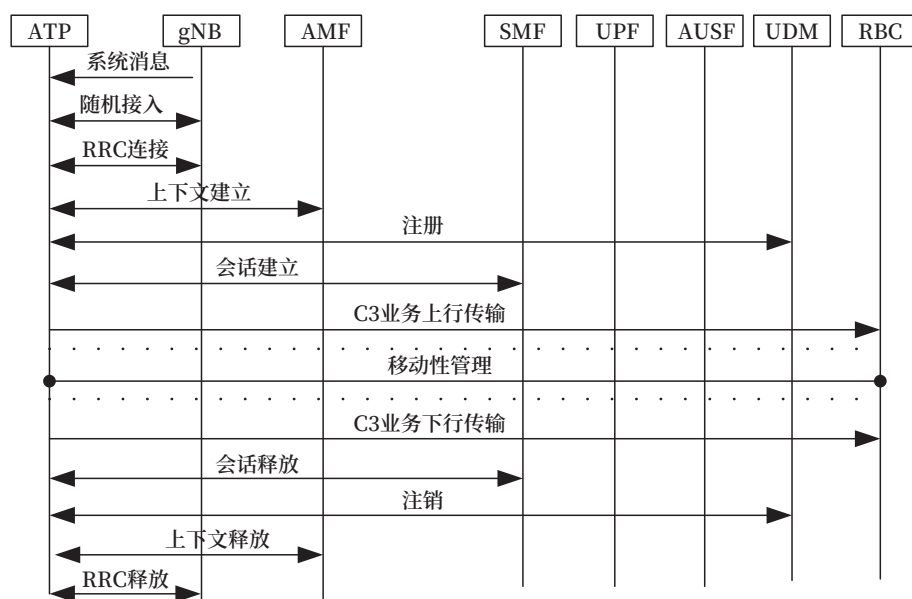 ATP gNB AMF SMF UPF AUSF UDM RBC
系统消息
随机接入
RRC连接
上下文建立
注册
会话建立
C3业务上行传输
移动性管理
C3业务下行传输
会话释放
注销
上下文释放
RRC释放